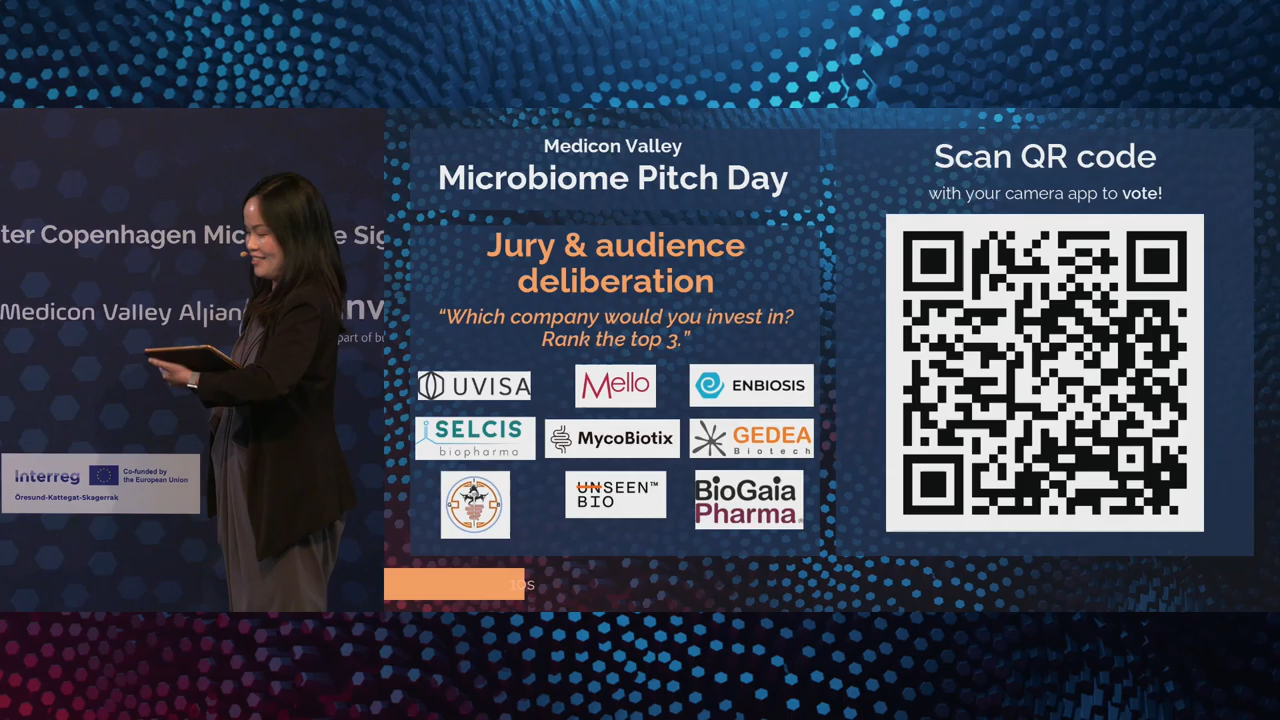 ter Copenhagen Mic
e Sig
Medicon Valley Allian
inv
part of bu
Interreg
Co-funded by
the European Union
Öresund-Kattegat-Skagerrak
Medicon Valley
Microbiome Pitch Day
Jury & audience
deliberation
“Which company would you invest in?
Rank the top 3.”
UVISA
Mello
ENBIOSIS
SELCIS
biopharma
MycoBiotix
GEDEA
Biotech
UNSEEN™
BIO
BioGaia
Pharma®
10s
Scan QR code
with your camera app to vote!